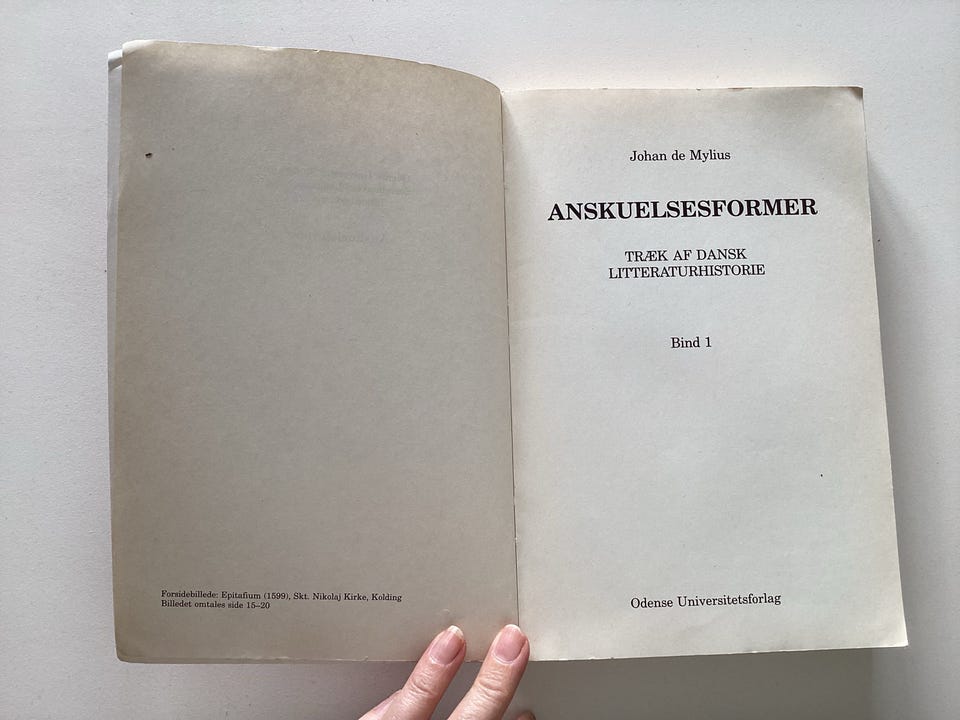 Forsidebillede: Epitafium (1599), Skt. Nikolaj Kirke, Kolding
Billedet omtales side 15–20
Johan de Mylius
ANSKUELSESFORMER
TRÆK AF DANSK
LITTERATURHISTORIE
Bind 1
Odense Universitetsforlag